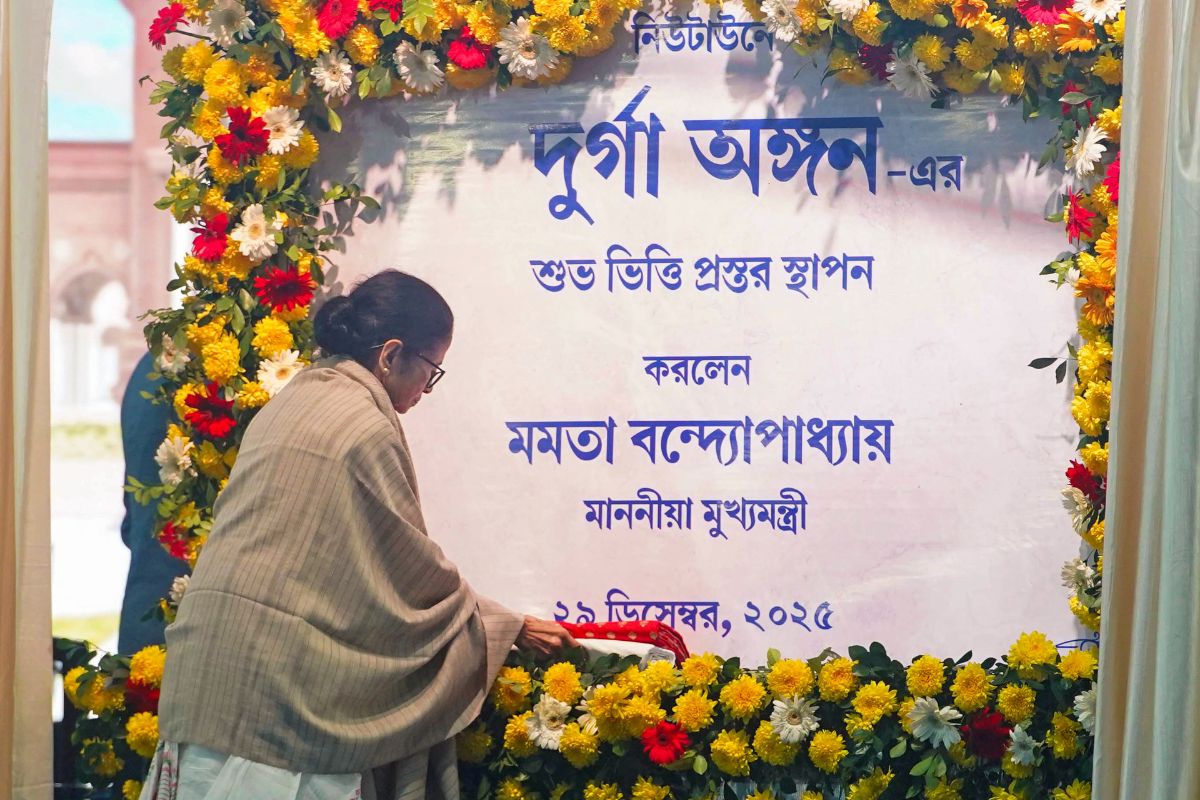 নিউটাউনে
দুর্গা অঙ্গন -এর
শুভ ভিত্তি প্রস্তর স্থাপন
করলেন
মমতা বন্দ্যোপাধ্যায়
মাননীয়া মুখ্যমন্ত্রী
২৯ ডিসেম্বর, ২০২৫